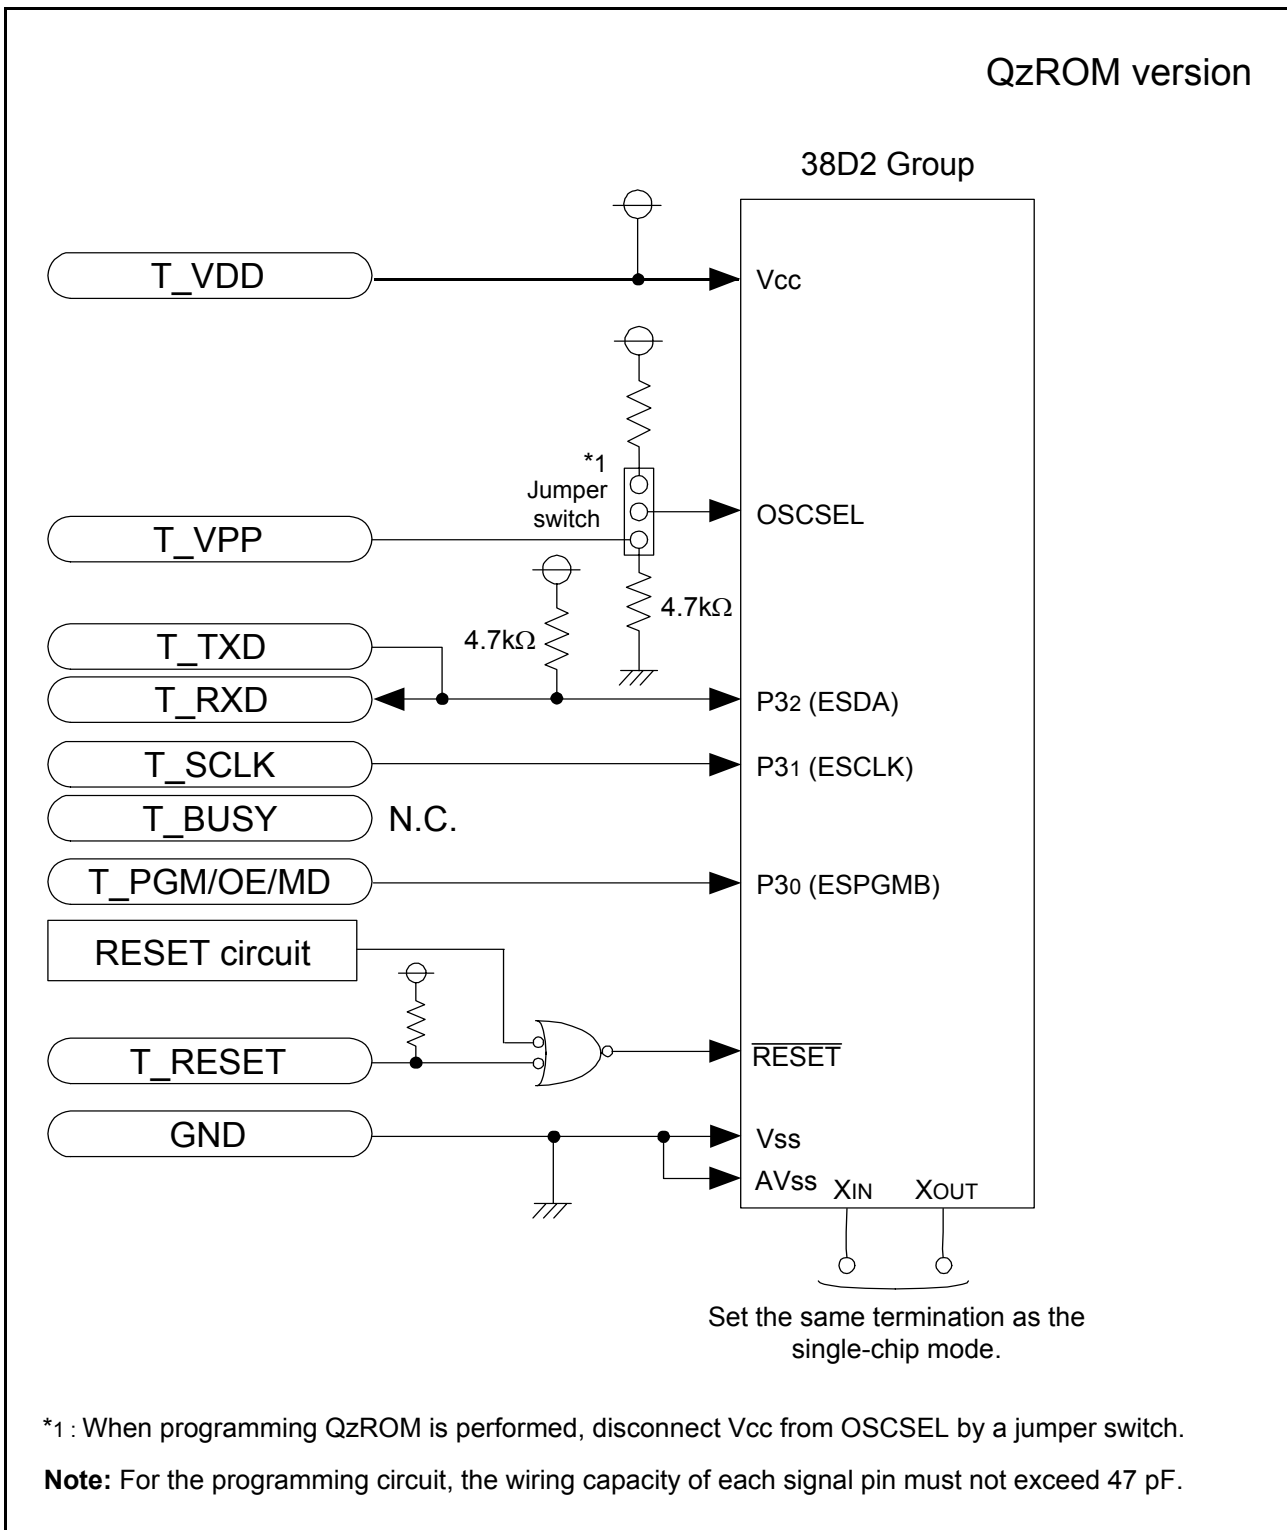 QzROM version
38D2 Group
T_VDD
Vcc
*1
Jumper
switch
OSCSEL
T_VPP
4.7kΩ
T_TXD
4.7kΩ
T_RXD
P32 (ESDA)
T_SCLK
P31 (ESCLK)
T_BUSY N.C.
T_PGM/OE/MD
P30 (ESPGMB)
RESET circuit
T_RESET
RESET
GND
Vss
AVss
XIN XOUT
Set the same termination as the
single-chip mode.
*1 : When programming QzROM is performed, disconnect Vcc from OSCSEL by a jumper switch.
Note: For the programming circuit, the wiring capacity of each signal pin must not exceed 47 pF.